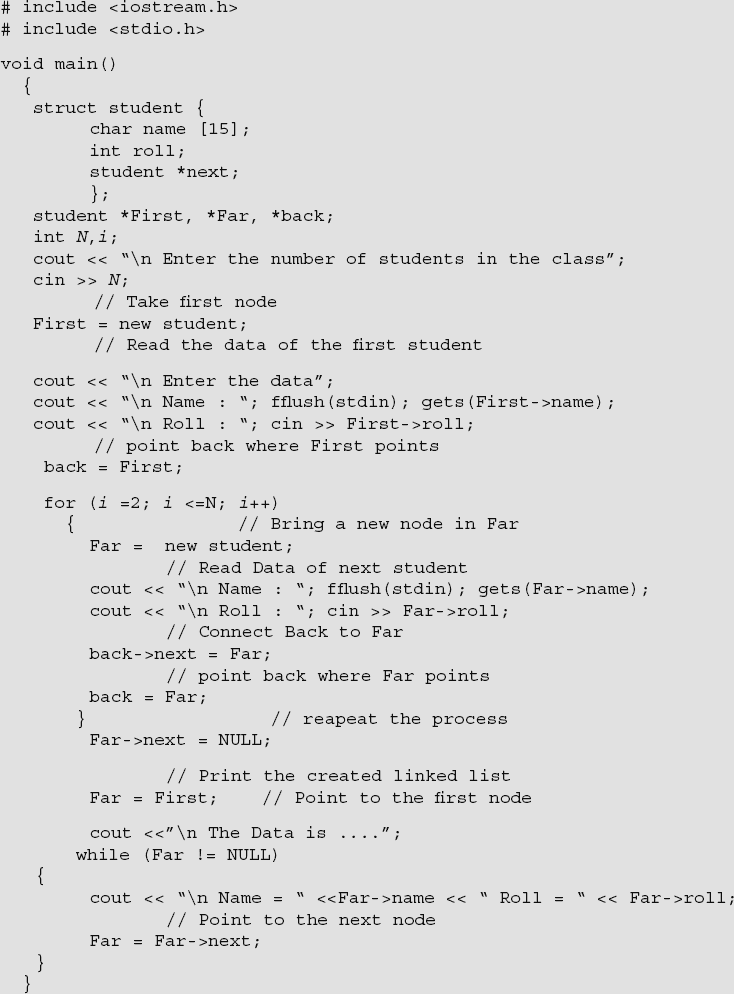 # include <iostream.h>
# include <stdio.h>
void main()
{
struct student {
char name [15];
int roll;
student *next;
};
student *First, *Far, *back;
int N,i;
cout << “\n Enter the number of students in the class”;
cin >> N;
// Take first node
First = new student;
// Read the data of the first student
cout << “\n Enter the data”;
cout << “\n Name : “; fflush(stdin); gets(First->name);
cout << “\n Roll : “; cin >> First->roll;
// point back where First points
back = First;
for (i =2; i <=N; i++)
{ // Bring a new node in Far
Far = new student;
// Read Data of next student
cout << “\n Name : “; fflush(stdin); gets(Far->name);
cout << “\n Roll : “; cin >> Far->roll;
// Connect Back to Far
back->next = Far;
// point back where Far points
back = Far;
} // reapeat the process
Far->next = NULL;
// Print the created linked list
Far = First; // Point to the first node
cout <<”\n The Data is ....”;
while (Far != NULL)
{
cout << “\n Name = “ <<Far->name << “ Roll = “ << Far->roll;
// Point to the next node
Far = Far->next;
}
}